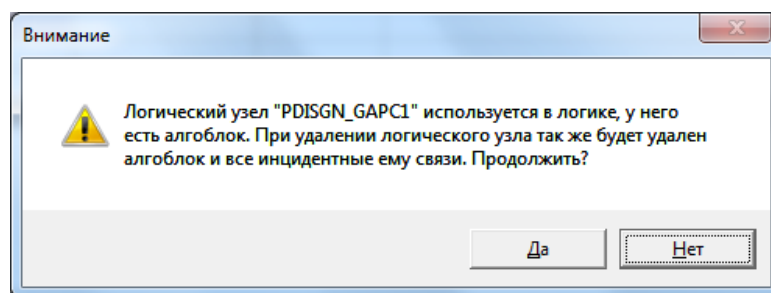 Внимание
Логический узел "PDISGN_GAPC1" используется в логике, у него
есть алгоблок. При удалении логического узла так же будет удален
алгоблок и все инцидентные ему связи. Продолжить?
Да
Нет